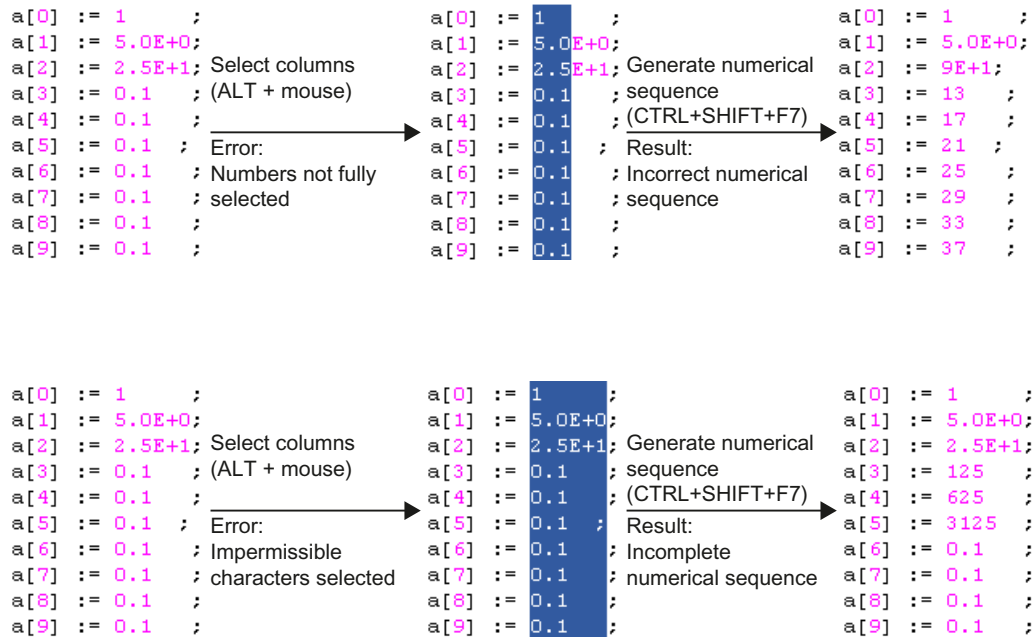 a[0] := 1 ;
a[1] := 5.0E+0;
a[2] := 2.5E+1;
a[3] := 0.1 ;
a[4] := 0.1 ;
a[5] := 0.1 ;
a[6] := 0.1 ;
a[7] := 0.1 ;
a[8] := 0.1 ;
a[9] := 0.1 ;
Select columns
(ALT + mouse)
Error:
Numbers not fully
selected
a[0] := 1 ;
a[1] := 5.0E+0;
a[2] := 2.5E+1;
a[3] := 0.1 ;
a[4] := 0.1 ;
a[5] := 0.1 ;
a[6] := 0.1 ;
a[7] := 0.1 ;
a[8] := 0.1 ;
a[9] := 0.1 ;
Generate numerical
sequence
(CTRL+SHIFT+F7)
Result:
Incorrect numerical
sequence
a[0] := 1 ;
a[1] := 5.0E+0;
a[2] := 9E+1;
a[3] := 13 ;
a[4] := 17 ;
a[5] := 21 ;
a[6] := 25 ;
a[7] := 29 ;
a[8] := 33 ;
a[9] := 37 ;
a[0] := 1 ;
a[1] := 5.0E+0;
a[2] := 2.5E+1;
a[3] := 0.1 ;
a[4] := 0.1 ;
a[5] := 0.1 ;
a[6] := 0.1 ;
a[7] := 0.1 ;
a[8] := 0.1 ;
a[9] := 0.1 ;
Select columns
(ALT + mouse)
Error:
Impermissible
characters selected
a[0] := 1 ;
a[1] := 5.0E+0;
a[2] := 2.5E+1;
a[3] := 0.1 ;
a[4] := 0.1 ;
a[5] := 0.1 ;
a[6] := 0.1 ;
a[7] := 0.1 ;
a[8] := 0.1 ;
a[9] := 0.1 ;
Generate numerical
sequence
(CTRL+SHIFT+F7)
Result:
Incomplete
numerical sequence
a[0] := 1 ;
a[1] := 5.0E+0;
a[2] := 2.5E+1;
a[3] := 125 ;
a[4] := 625 ;
a[5] := 3125 ;
a[6] := 0.1 ;
a[7] := 0.1 ;
a[8] := 0.1 ;
a[9] := 0.1 ;